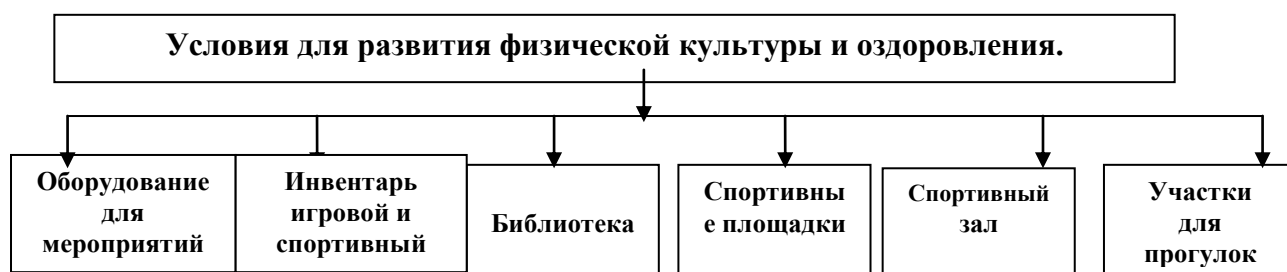 Условия для развития физической культуры и оздоровления.
Оборудование
для
мероприятий
Инвентарь
игровой и
спортивный
Библиотека
Спортивны
е площадки
Спортивный
зал
Участки
для
прогулок